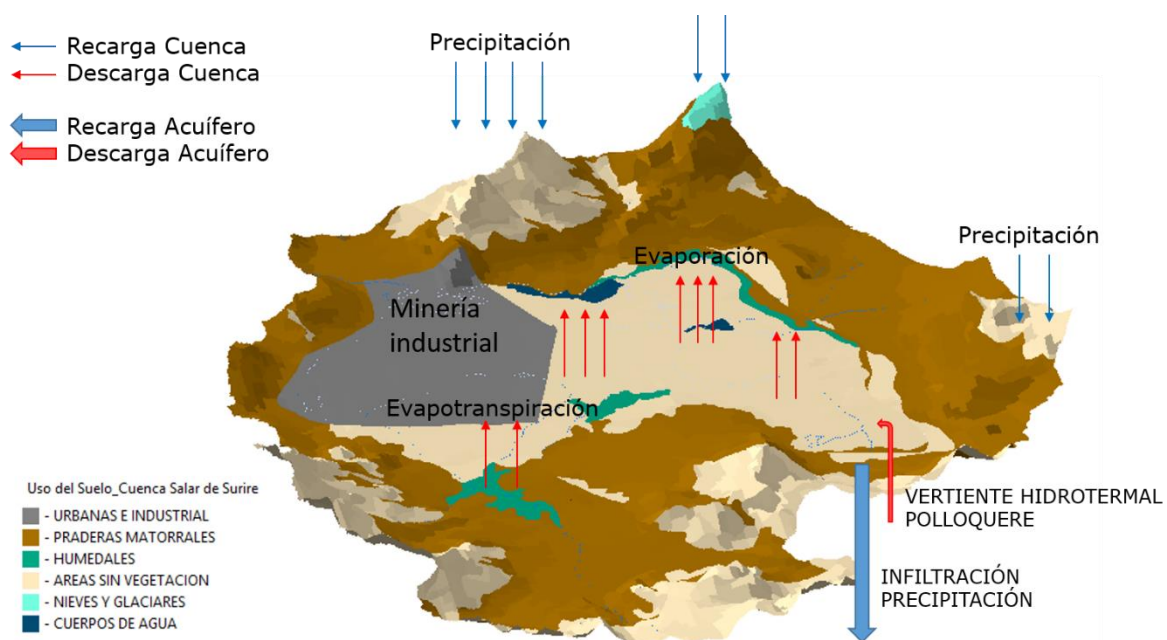 Recarga Cuenca
Descarga Cuenca
Recarga Acuífero
Descarga Acuífero
Precipitación
Precipitación
Evaporación
Minería
industrial
Evapotranspiración
VERTIENTE HIDROTERMAL
POLLOQUERE
INFILTRACIÓN
PRECIPITACIÓN
Uso del Suelo_Cuenca Salar de Surire
- URBANAS E INDUSTRIAL
- PRADERAS MATORRALES
- HUMEDALES
- AREAS SIN VEGETACION
- NIEVES Y GLACIARES
- CUERPOS DE AGUA